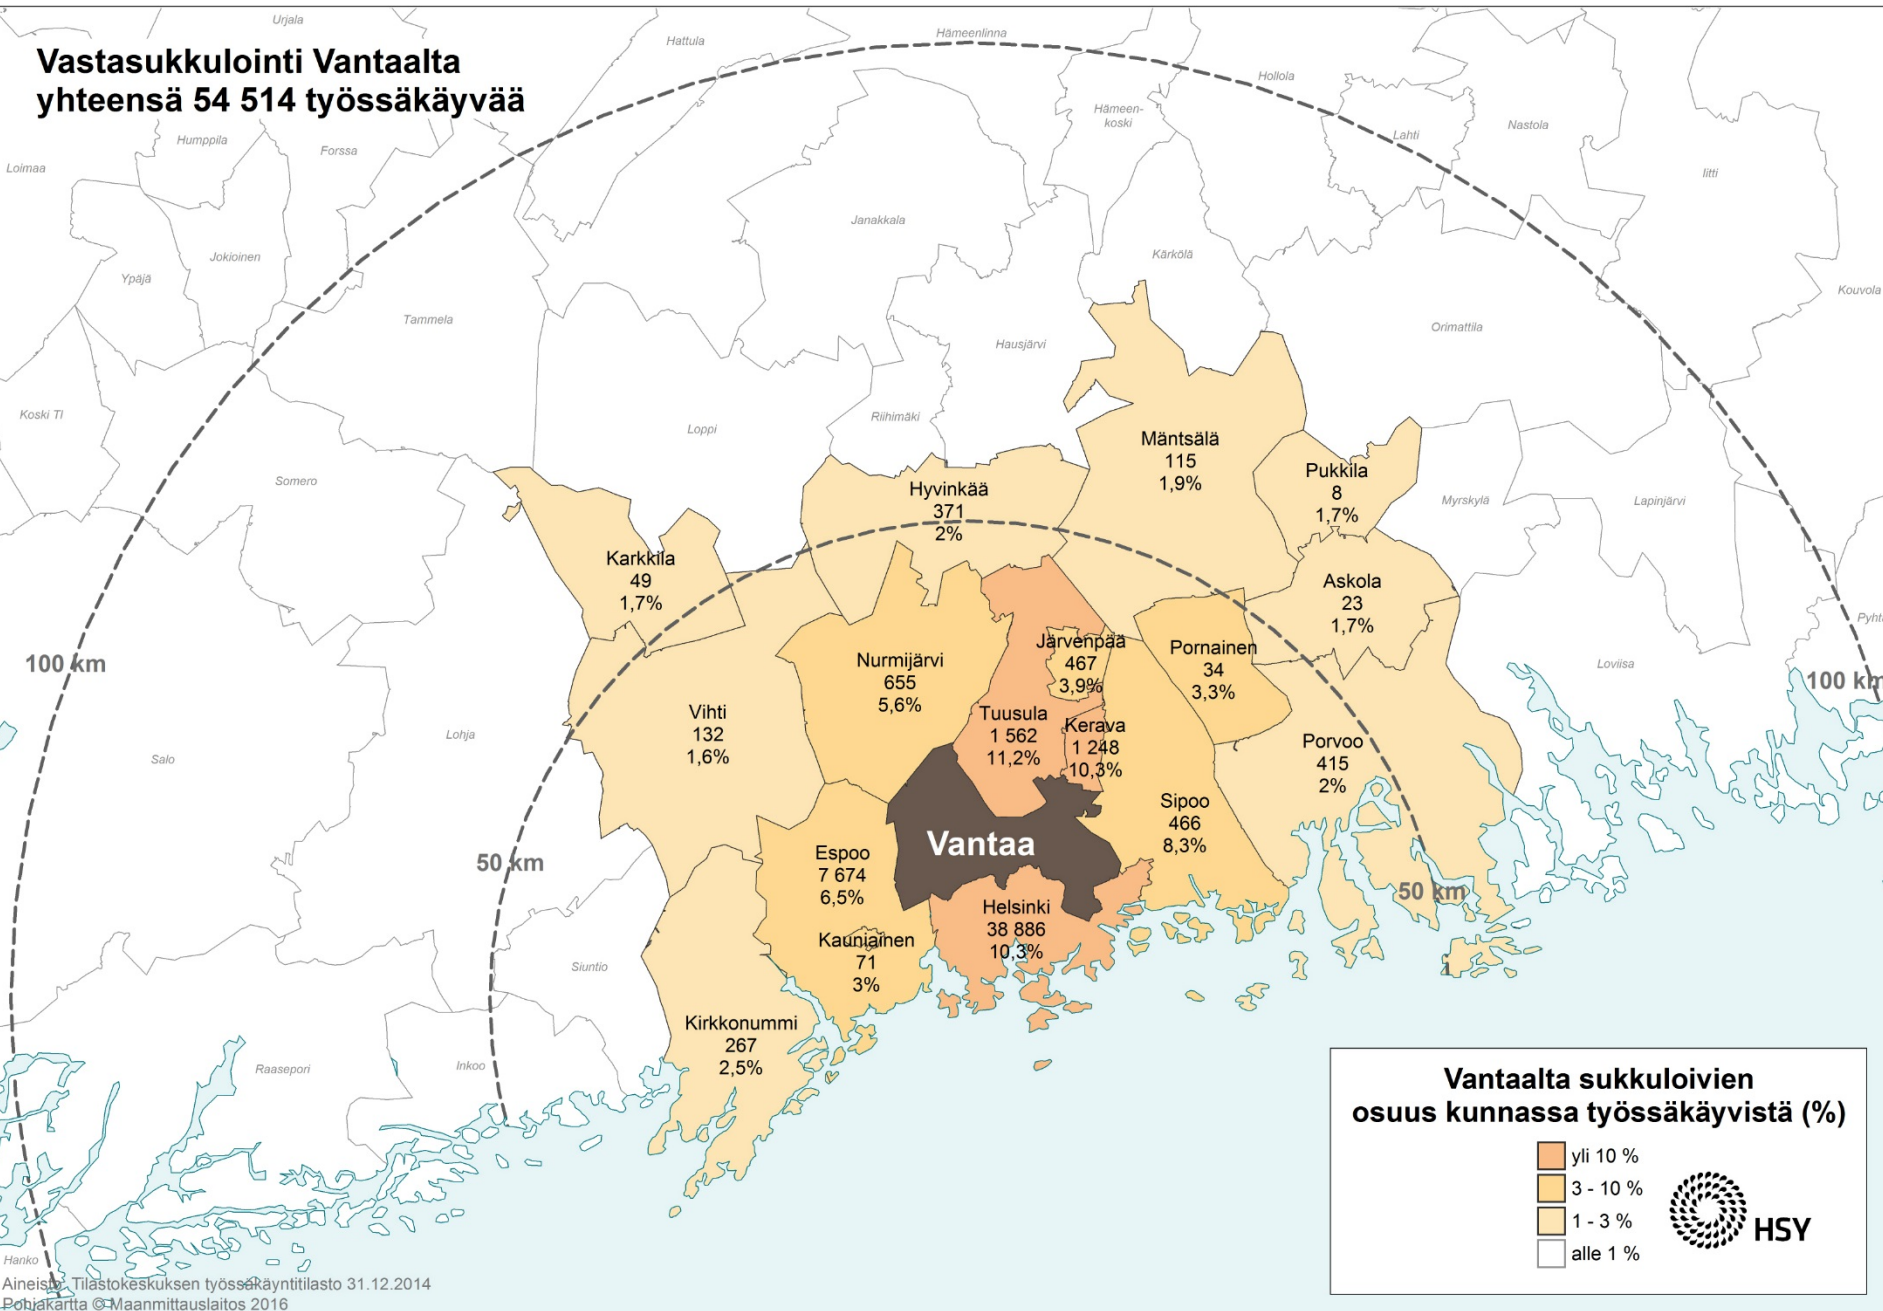 Vastasukkulointi Vantaalta
yhteensä 54 514 työssäkäyvää
Urjala
Hattula
Hämeenlinna
Hollola
Hämeen-
koski
Lahti
Nastola
Iitti
Loimaa
Humppila
Forssa
Janakkala
Kärkölä
Ypäjä
Jokioinen
Tammela
Hausjärvi
Orimattila
Kouvola
Koski Tl
Loppi
Riihimäki
Somero
Myrskylä
Lapinjärvi
Mäntsälä
115
1,9%
Pukkila
8
1,7%
Hyvinkää
371
2%
Karkkila
49
1,7%
Askola
23
1,7%
Pyht
Loviisa
100 km
100 km
Järvenpää
467
3,9%
Pornainen
34
3,3%
Nurmijärvi
655
5,6%
Vihti
132
1,6%
Tuusula
1 562
11,2%
Kerava
1 248
10,3%
Porvoo
415
2%
Salo
Lohja
Sipoo
466
8,3%
Vantaa
50 km
50 km
Espoo
7 674
6,5%
Helsinki
38 886
10,3%
Kauniainen
71
3%
Siuntio
Kirkkonummi
267
2,5%
Raasepori
Inkoo
Hanko
Vantaalta sukkuloivien
osuus kunnassa työssäkäyvistä (%)
yli 10 %
3 - 10 %
1 - 3 %
alle 1 %
HSY
Aineisto: Tilastokeskuksen työssäkäyntitilasto 31.12.2014
Pohjakartta © Maanmittauslaitos 2016